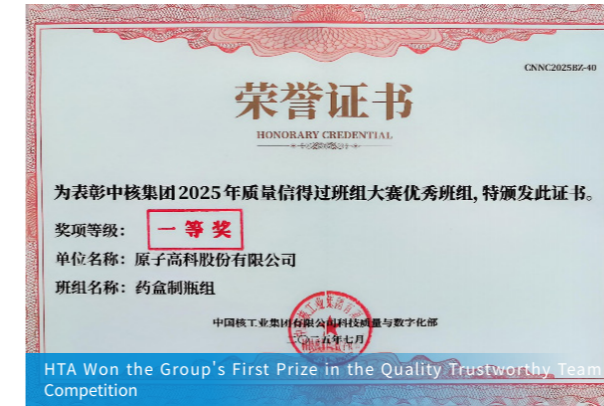 CNNC2025BZ-40
荣誉证书
HONORARY CREDENTIAL
为表彰中核集团2025年质量信得过班组大赛优秀班组，特颁发此证书。
奖项等级：一等奖
单位名称：原子高科股份有限公司
班组名称：药盒制瓶组
中国核工业集团有限公司科技质量与数字化部
二〇二五年七月
HTA Won the Group's First Prize in the Quality Trustworthy Team
Competition